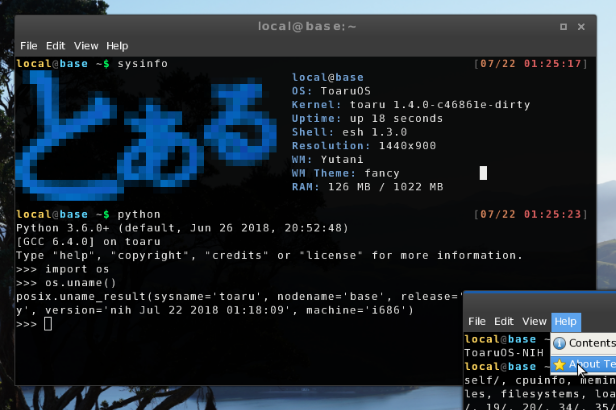 local@base:~
File Edit View Help
local@base ~$ sysinfo [07/22 01:25:17]
とある
local@base
OS: ToaruOS
Kernel: toaru 1.4.0-c46861e-dirty
Uptime: up 18 seconds
Shell: esh 1.3.0
Resolution: 1440x900
WM: Yutani
WM Theme: fancy
RAM: 126 MB / 1022 MB
local@base ~$ python [07/22 01:25:23]
Python 3.6.0+ (default, Jun 26 2018, 20:52:48)
[GCC 6.4.0] on toaru
Type "help", "copyright", "credits" or "license" for more information.
>>> import os
>>> os.uname()
posix.uname_result(sysname='toaru', nodename='base', release='
y', version='nih Jul 22 2018 01:18:09', machine='i686')
>>>
File Edit View Help
Contents
About Te
local@base ~
ToaruOS-NIH
local@base
self/, cpuinfo, memin
les, filesystems, lo
/, 19/, 20/, 34/, 35/